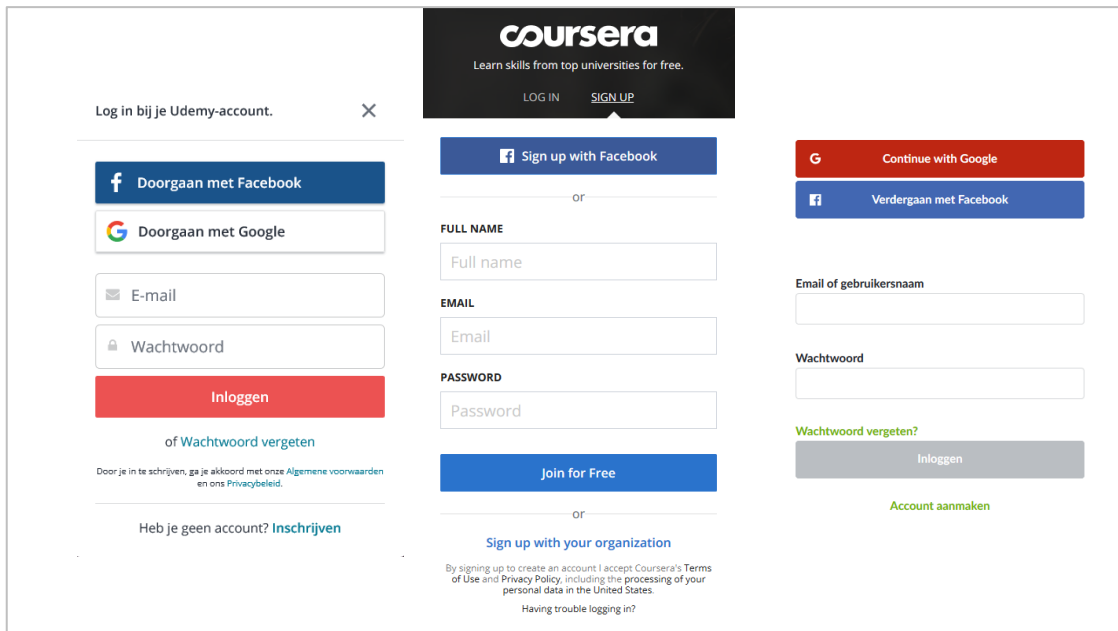 Log in bij je Udemy-account.
Doorgaan met Facebook
Doorgaan met Google
E-mail
Wachtwoord
Inloggen
of Wachtwoord vergeten
Door je in te schrijven, ga je akkoord met onze Algemene voorwaarden
en ons Privacybeleid.
Heb je geen account? Inschrijven
coursera
Learn skills from top universities for free.
LOG IN SIGN UP
Sign up with Facebook
or
FULL NAME
Full name
EMAIL
Email
PASSWORD
Password
Join for Free
or
Sign up with your organization
By signing up to create an account I accept Coursera's Terms
of Use and Privacy Policy, including the processing of your
personal data in the United States.
Having trouble logging in?
Continue with Google
Verdergaan met Facebook
Email of gebruikersnaam
Wachtwoord
Wachtwoord vergeten?
Inloggen
Account aanmaken